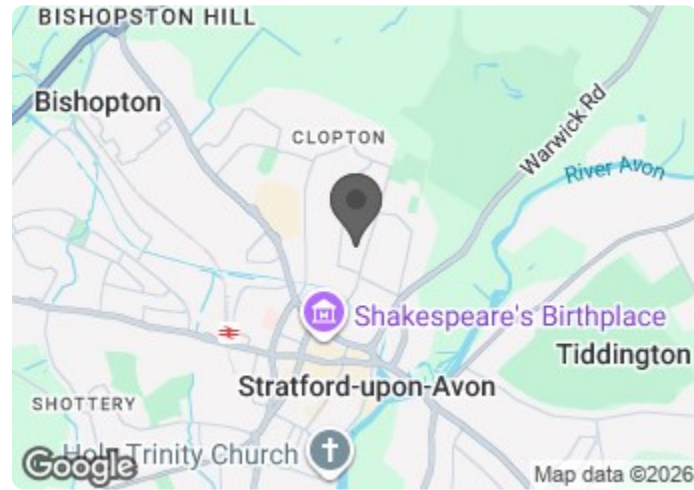 BISHOPSTON HILL
Bishopton
CLOPTON
Warwick Rd
River Avon
Shakespeare's Birthplace
Tiddington
Stratford-upon-Avon
SHOTTERY
Holy Trinity Church
Google
Map data ©2026